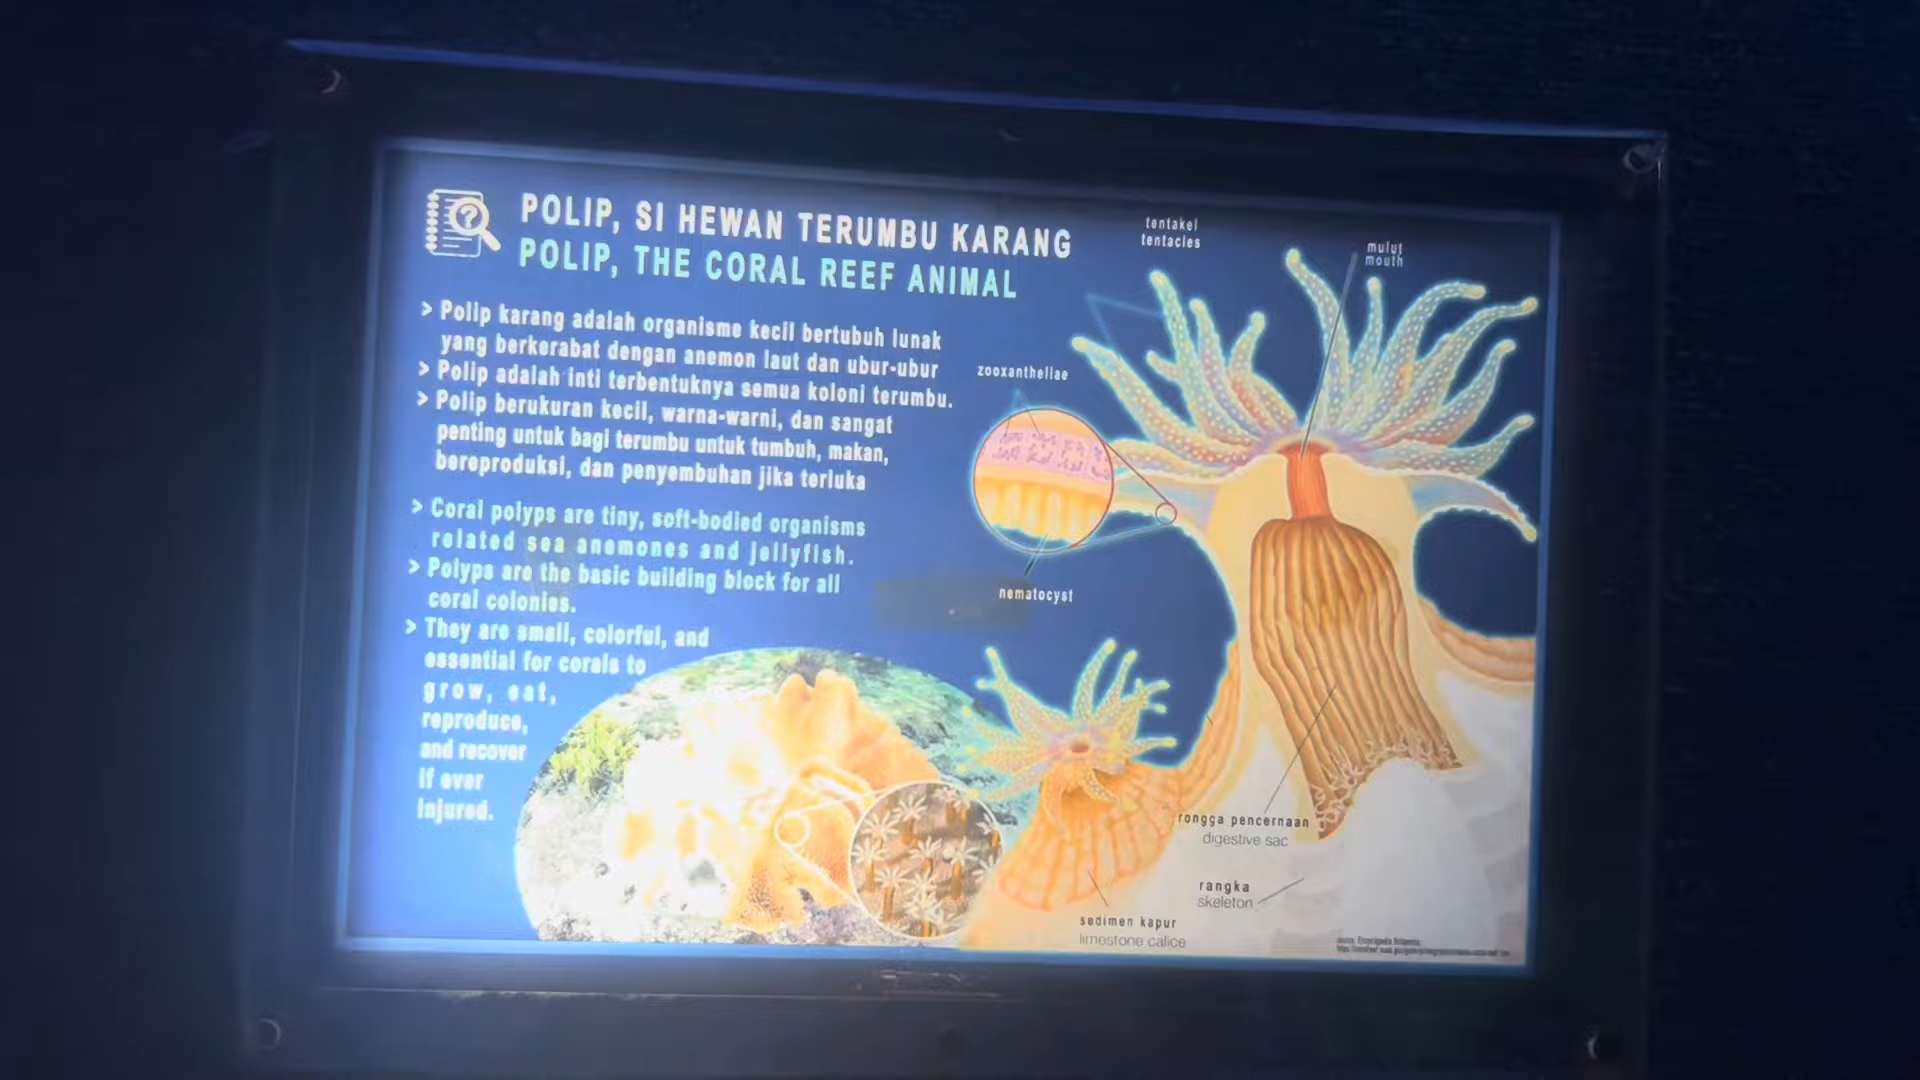 POLIP, SI HEWAN TERUMBU KARANG
POLIP, THE CORAL REEF ANIMAL
> Polip karang adalah organisme kecil bertubuh lunak
yang berkerabat dengan anemon laut dan ubur-ubur
> Polip adalah inti terbentuknya semua koloni terumbu.
> Polip berukuran kecil, warna-warni, dan sangat
penting untuk bagi terumbu untuk tumbuh, makan,
bereproduksi, dan penyembuhan jika terluka
> Coral polyps are tiny, soft-bodied organisms
related sea anemones and jellyfish.
> Polyps are the basic building block for all
coral colonies.
> They are small, colorful, and
essential for corals to
grow, eat,
reproduce,
and recover
if ever
injured.
tentakel
tentacles
mulut
mouth
zooxanthellae
nematocyst
rongga pencernaan
digestive sac
rangka
skeleton
sedimen kapur
limestone calice